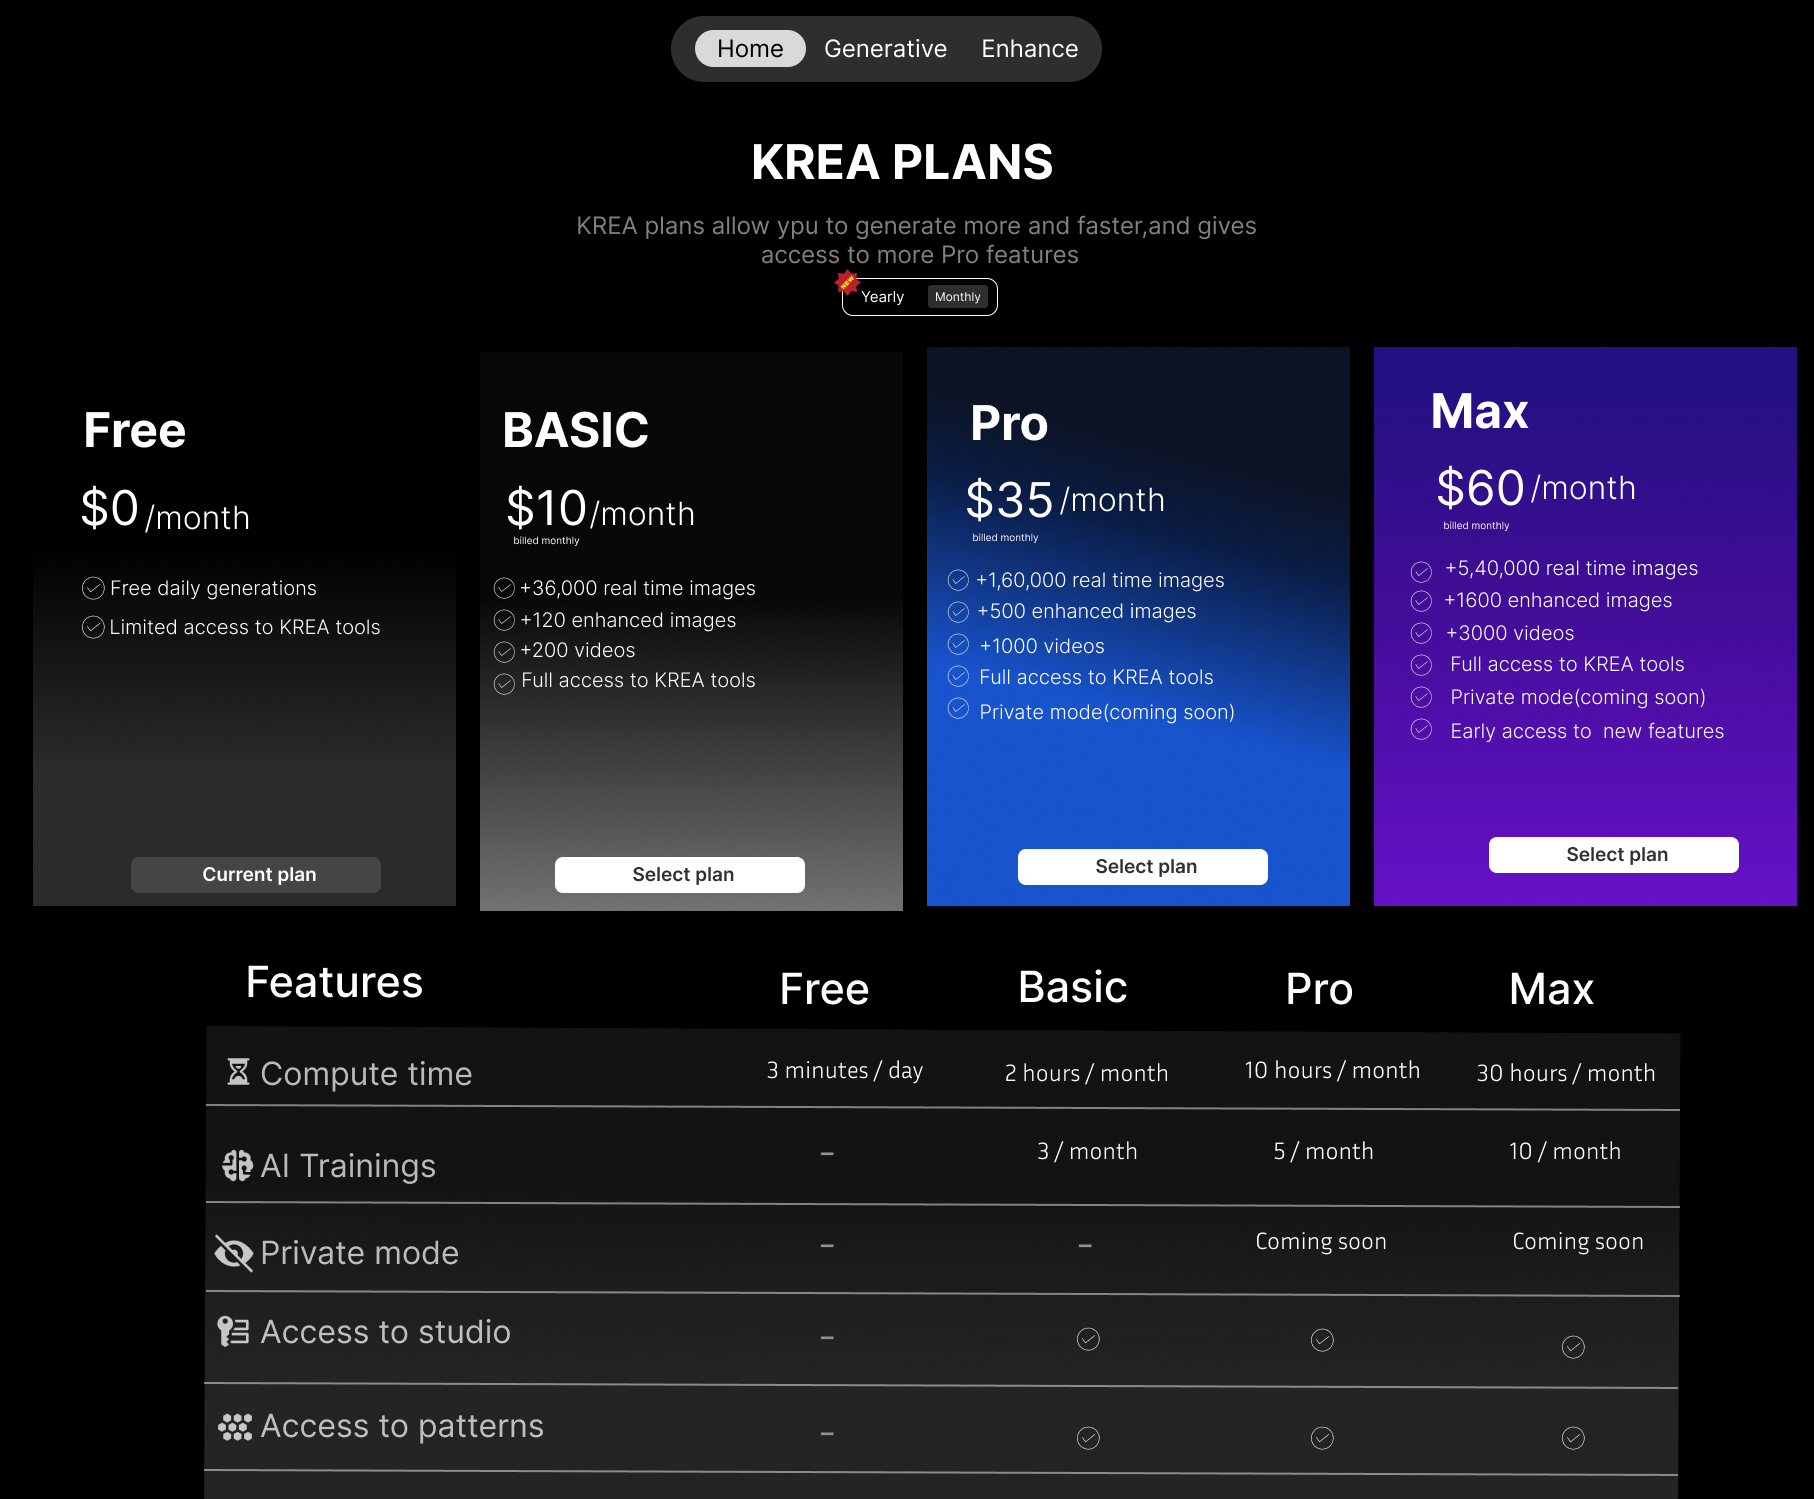 Home Generative Enhance
KREA PLANS
KREA plans allow ypu to generate more and faster,and gives
access to more Pro features
NEW
Yearly Monthly
Free
$0 /month
Free daily generations
Limited access to KREA tools
Current plan
BASIC
$10 /month
billed monthly
+36,000 real time images
+120 enhanced images
+200 videos
Full access to KREA tools
Select plan
Pro
$35 /month
billed monthly
+1,60,000 real time images
+500 enhanced images
+1000 videos
Full access to KREA tools
Private mode(coming soon)
Select plan
Max
$60 /month
billed monthly
+5,40,000 real time images
+1600 enhanced images
+3000 videos
Full access to KREA tools
Private mode(coming soon)
Early access to  new features
Select plan
Features Free Basic Pro Max
Compute time 3 minutes / day 2 hours / month 10 hours / month 30 hours / month
AI Trainings – 3 / month 5 / month 10 / month
Private mode – – Coming soon Coming soon
Access to studio –
Access to patterns –